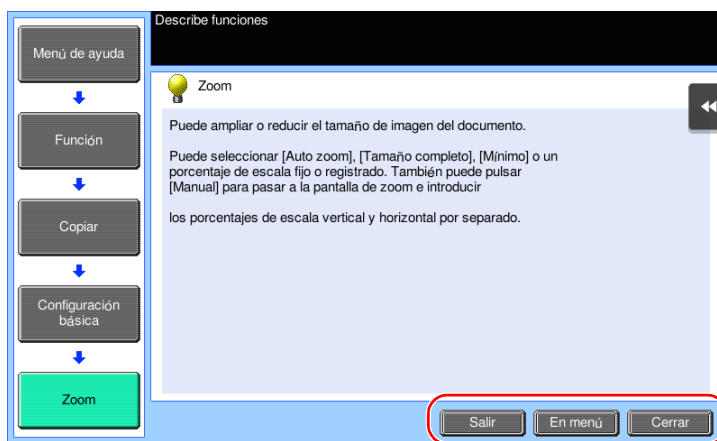 Describe funciones
Menú de ayuda
Función
Copiar
Configuración
básica
Zoom
Zoom
Puede ampliar o reducir el tamaño de imagen del documento.
Puede seleccionar [Auto zoom], [Tamaño completo], [Mínimo] o un
porcentaje de escala fijo o registrado. También puede pulsar
[Manual] para pasar a la pantalla de zoom e introducir
los porcentajes de escala vertical y horizontal por separado.
Salir
En menú
Cerrar